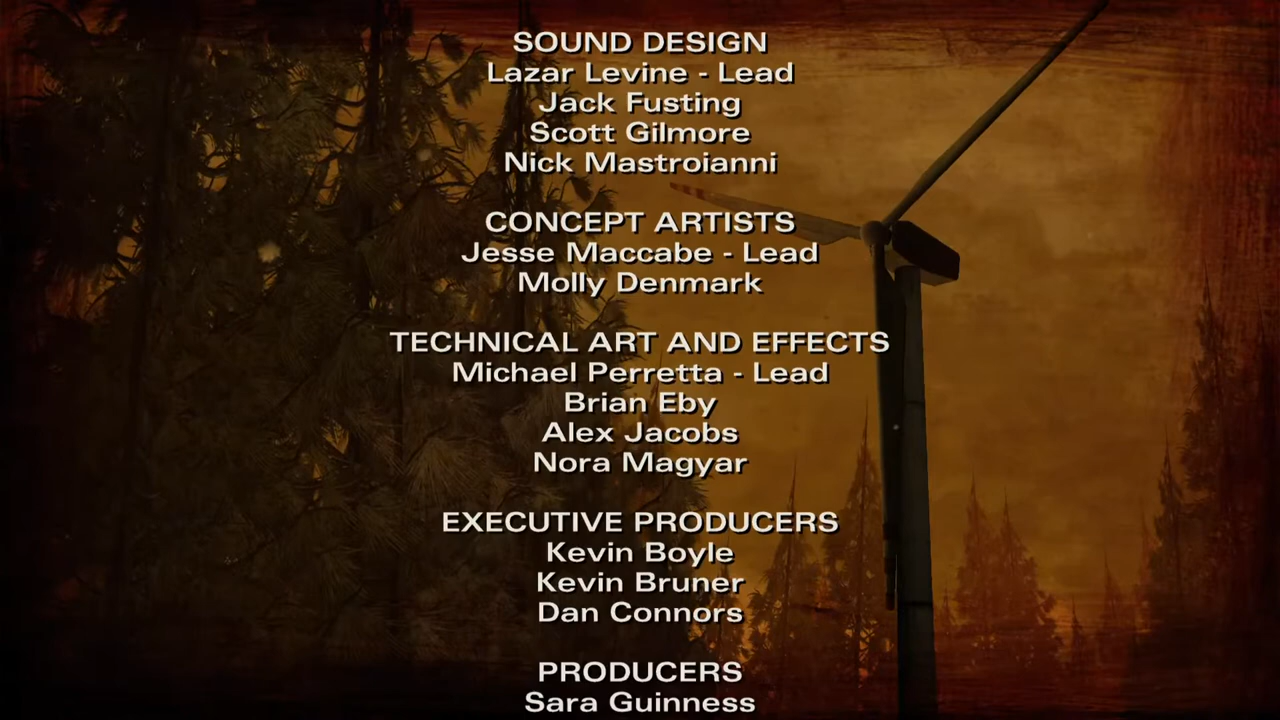 SOUND DESIGN
Lazar Levine - Lead
Jack Fusting
Scott Gilmore
Nick Mastroianni
CONCEPT ARTISTS
Jesse Maccabe - Lead
Molly Denmark
TECHNICAL ART AND EFFECTS
Michael Perretta - Lead
Brian Eby
Alex Jacobs
Nora Magyar
EXECUTIVE PRODUCERS
Kevin Boyle
Kevin Bruner
Dan Connors
PRODUCERS
Sara Guinness